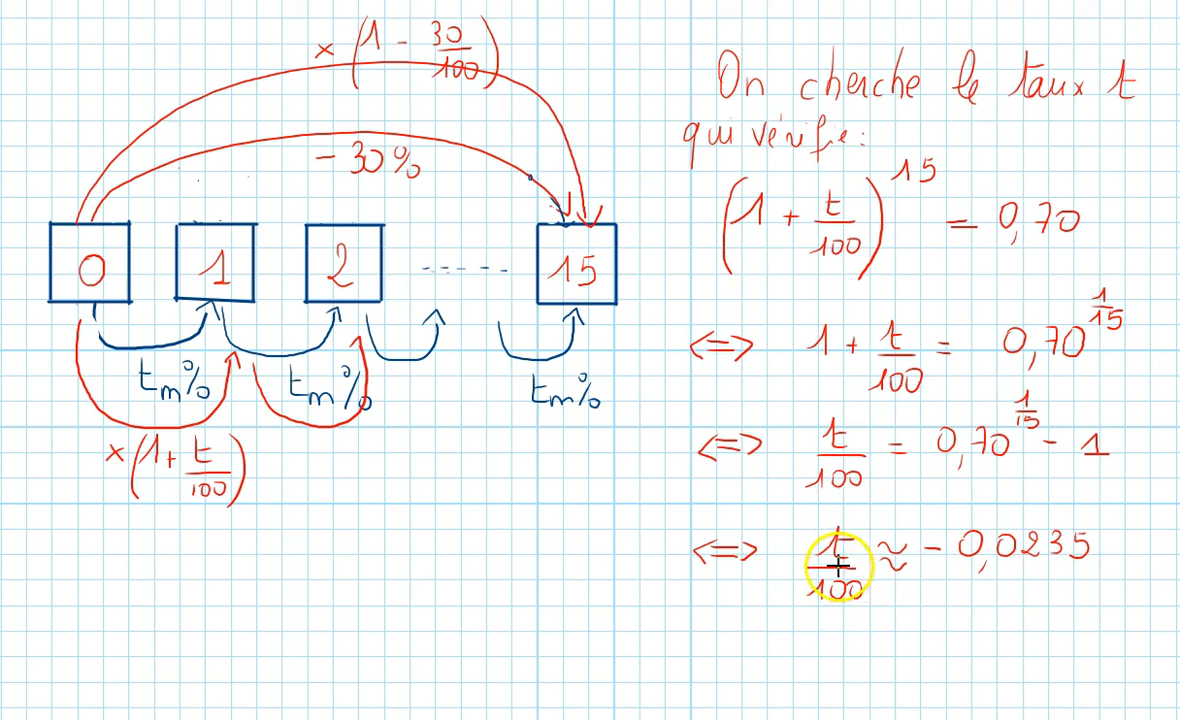 × (1 - 30/100)
- 30%
0 1 2 ------ 15
tm% tm% tm%
× (1 + t/100)
On cherche le taux t
qui vérifie:
(1 + t/100)^15 = 0,70
<=> 1 + t/100 = 0,70^(1/15)
<=> t/100 = 0,70^(1/15) - 1
<=> t/100 ≈ - 0,0235